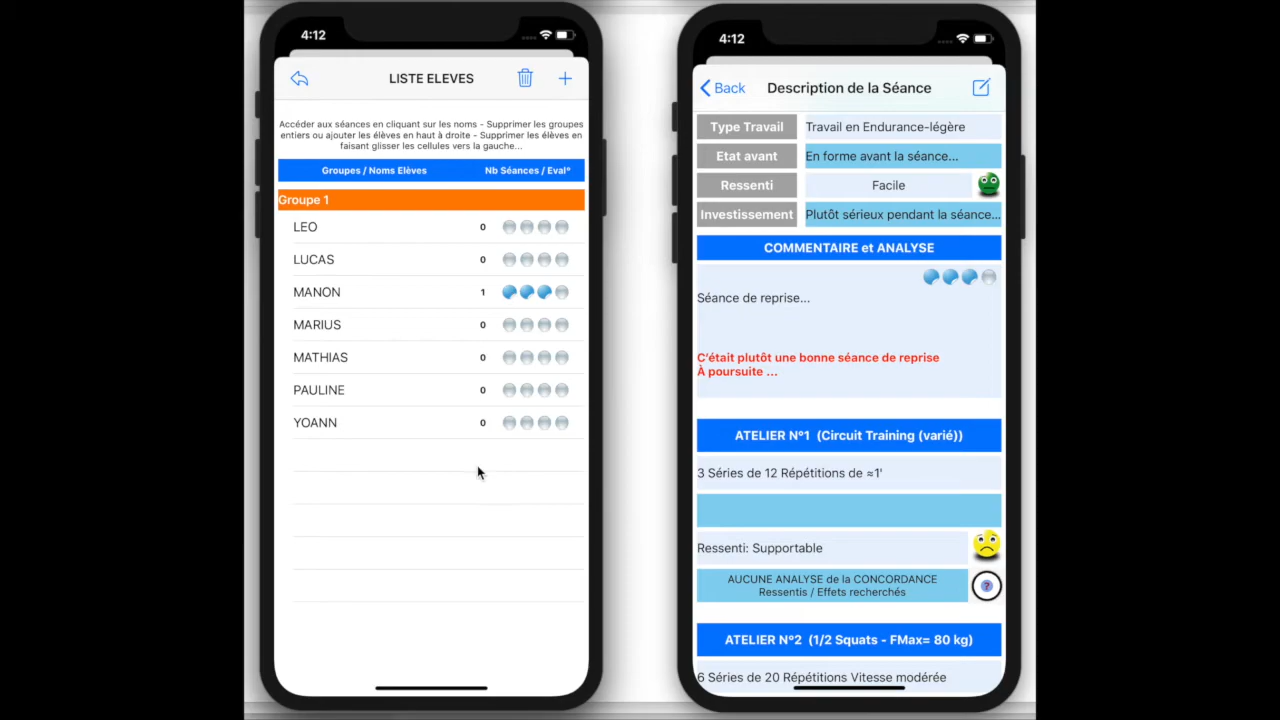 4:12
LISTE ELEVES
Accéder aux séances en cliquant sur les noms - Supprimer les groupes
entiers ou ajouter les élèves en haut à droite - Supprimer les élèves en
faisant glisser les cellules vers la gauche...
Groupes / Noms Elèves Nb Séances / Eval°
Groupe 1
LEO 0
LUCAS 0
MANON 1
MARIUS 0
MATHIAS 0
PAULINE 0
YOANN 0
4:12
Back Description de la Séance
Type Travail Travail en Endurance-légère
Etat avant En forme avant la séance...
Ressenti Facile
Investissement Plutôt sérieux pendant la séance...
COMMENTAIRE et ANALYSE
Séance de reprise...
C'était plutôt une bonne séance de reprise
À poursuite ...
ATELIER Nº1 (Circuit Training (varié))
3 Séries de 12 Répétitions de ≈1'
Ressenti: Supportable
AUCUNE ANALYSE de la CONCORDANCE
Ressentis / Effets recherchés
?
ATELIER Nº2 (1/2 Squats - FMax= 80 kg)
6 Séries de 20 Répétitions Vitesse modérée